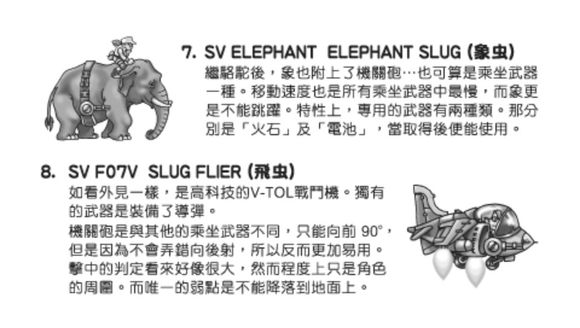 7. SV ELEPHANT ELEPHANT SLUG (象虫)
繼駱駝後，象也附上了機關砲…也可算是乘坐武器
一種。移動速度也是所有乘坐武器中最慢，而象更
是不能跳躍。特性上，專用的武器有兩種類。那分
別是「火石」及「電池」，當取得後便能使用。
8. SV F07V SLUG FLIER (飛虫)
如看外見一樣，是高科技的V-TOL戰鬥機。獨有
的武器是裝備了導彈。
機關砲是與其他的乘坐武器不同，只能向前 90°，
但是因為不會弄錯向後射，所以反而更加易用。
擊中的判定看來好像很大，然而程度上只是角色
的周圍。而唯一的弱點是不能降落到地面上。